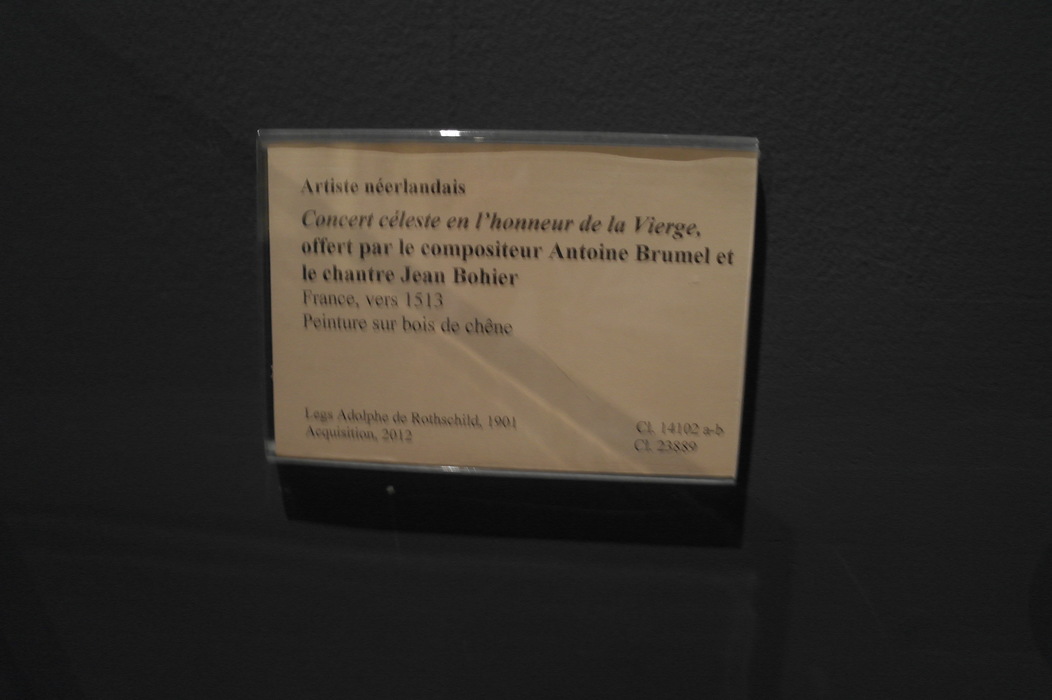 Artiste néerlandais
Concert céleste en l'honneur de la Vierge,
offert par le compositeur Antoine Brumel et
le chantre Jean Bohier
France, vers 1513
Peinture sur bois de chêne
Legs Adolphe de Rothschild, 1901
Acquisition, 2012
Cl. 14102 a-b
Cl. 23889